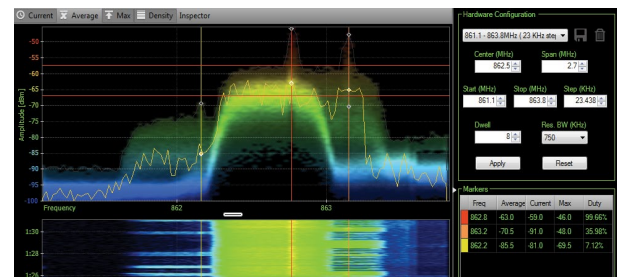 Current Average Max Density Inspector
-50
-55
-60
-65
-70
-75
-80
-85
-90
-95
-100
Amplitude [dBm]
Frequency 862 863
1:30
1:28
1:26
Hardware Configuration
861.1 - 863.8MHz ( 23 KHz step
Center (MHz) Span (MHz)
862.5 2.7
Start (MHz) Stop (MHz) Step (KHz)
861.1 863.8 23.438
Dwell Res. BW (KHz)
8 750
Apply Reset
Markers
Freq Average Current Max Duty
862.8 -63.0 -59.0 -46.0 99.66%
863.2 -70.5 -91.0 -48.0 35.98%
862.2 -85.5 -81.0 -69.5 7.12%